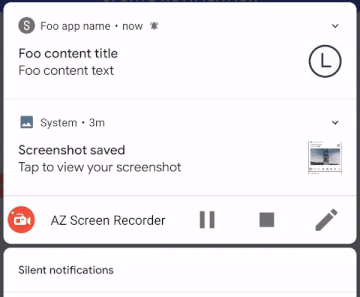 S Foo app name • now
Foo content title
Foo content text
L
System • 3m
Screenshot saved
Tap to view your screenshot
AZ Screen Recorder
Silent notifications